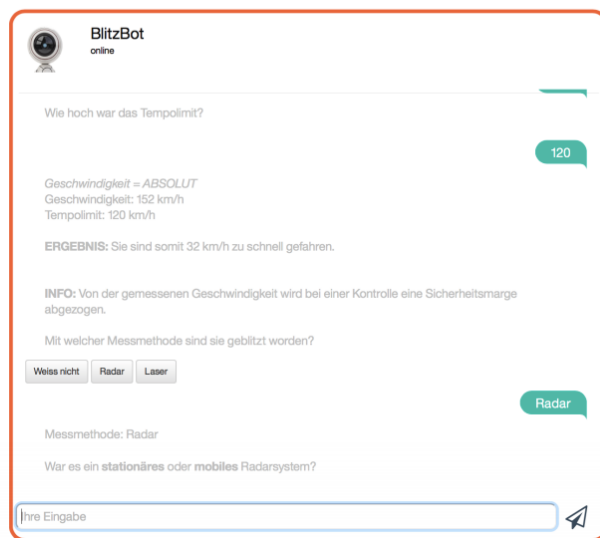 BlitzBot
online
Wie hoch war das Tempolimit?
120
Geschwindigkeit = ABSOLUT
Geschwindigkeit: 152 km/h
Tempolimit: 120 km/h
ERGEBNIS: Sie sind somit 32 km/h zu schnell gefahren.
INFO: Von der gemessenen Geschwindigkeit wird bei einer Kontrolle eine Sicherheitsmarge
abgezogen.
Mit welcher Messmethode sind sie geblitzt worden?
Weiss nicht Radar Laser
Radar
Messmethode: Radar
War es ein stationäres oder mobiles Radarsystem?
Ihre Eingabe